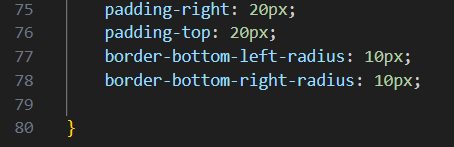 75 padding-right: 20px;
76 padding-top: 20px;
77 border-bottom-left-radius: 10px;
78 border-bottom-right-radius: 10px;
79
80 }